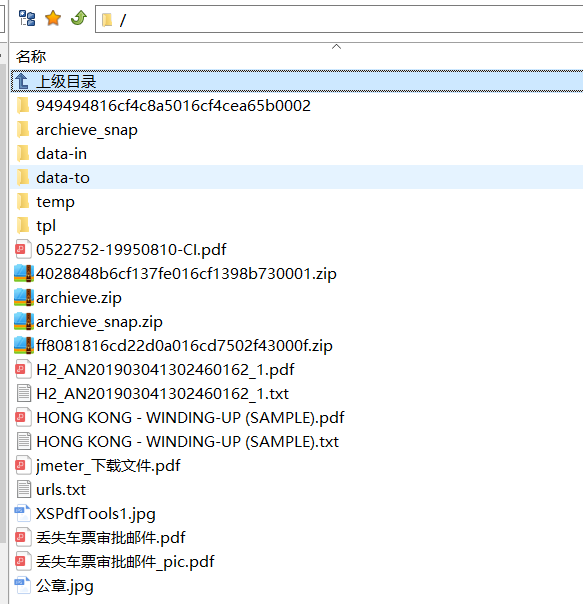 /
名称
上级目录
949494816cf4c8a5016cf4cea65b0002
archieve_snap
data-in
data-to
temp
tpl
0522752-19950810-CI.pdf
4028848b6cf137fe016cf1398b730001.zip
archieve.zip
archieve_snap.zip
ff8081816cd22d0a016cd7502f43000f.zip
H2_AN201903041302460162_1.pdf
H2_AN201903041302460162_1.txt
HONG KONG - WINDING-UP (SAMPLE).pdf
HONG KONG - WINDING-UP (SAMPLE).txt
jmeter_下载文件.pdf
urls.txt
XSPdfTools1.jpg
丢失车票审批邮件.pdf
丢失车票审批邮件_pic.pdf
公章.jpg